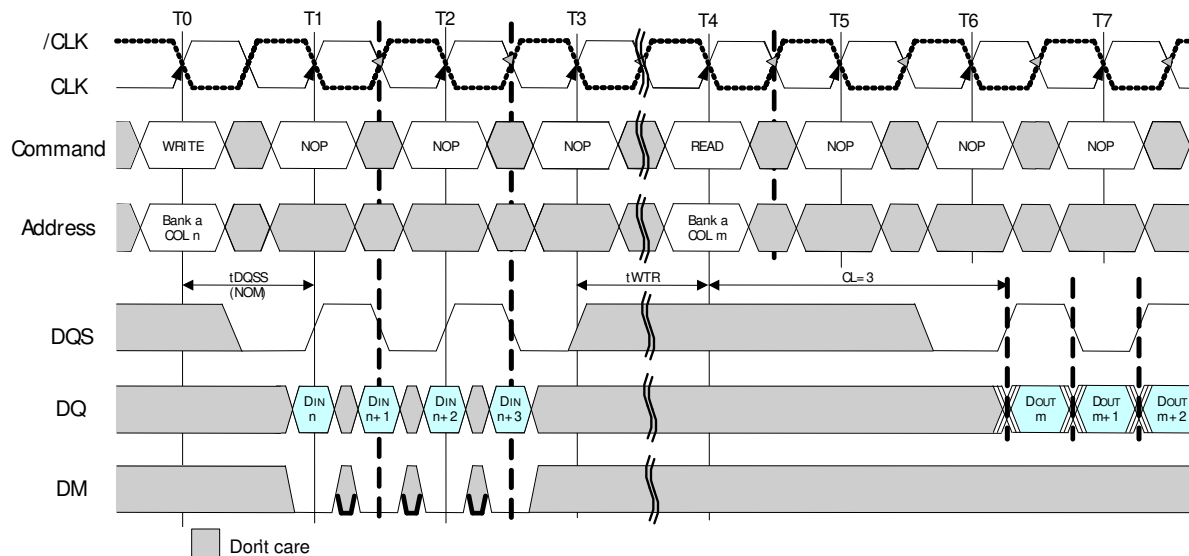 T0 T1 T2 T3 T4 T5 T6 T7
/CLK
CLK
Command WRITE NOP NOP NOP READ NOP NOP NOP
Address Bank a COL n Bank a COL m
tDQSS (NOM) tWTR CL=3
DQS
DQ DIN n DIN n+1 DIN n+2 DIN n+3 DOUT m DOUT m+1 DOUT m+2
DM
Don't care